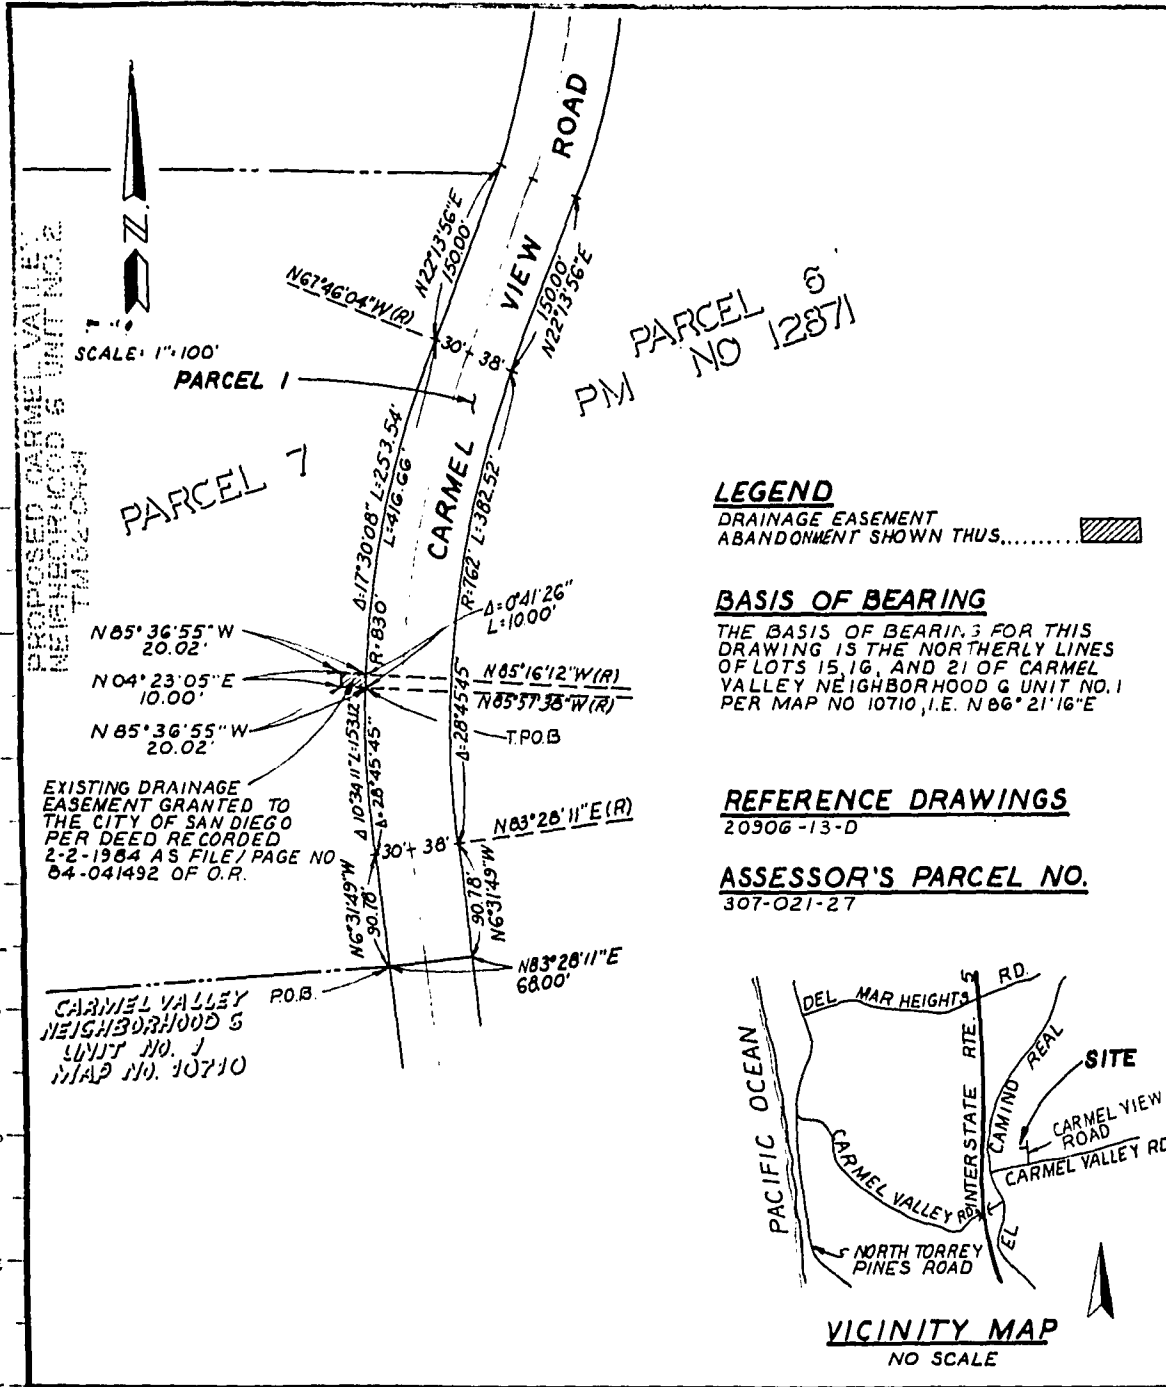 ROAD
VIEW
CARMEL
N22°13'56"E
150.00'
150.00'
N22°13'56"E
N67°46'04"W(R)
30'
38'
Z
SCALE: 1"=100'
PARCEL 1
PARCEL 6
PM NO 12871
PROPOSED CARMEL VALLEY
NEIGHBORHOOD 6 UNIT NO. 2
PARCEL 7
Δ=17°30'08" L=253.54'
L=416.66'
R=830'
R=762' L=382.52'
Δ=0°41'26"
L=10.00'
N85°36'55"W
20.02'
N04°23'05"E
10.00'
N85°36'55"W
20.02'
N85°16'12"W(R)
N85°57'38"W(R)
T.P.O.B
Δ=28°45'45"
Δ 10°34'11" L=153.12'
Δ=28°45'45"
EXISTING DRAINAGE
EASEMENT GRANTED TO
THE CITY OF SAN DIEGO
PER DEED RECORDED
2-2-1984 AS FILE/PAGE NO
84-041492 OF O.R.
N83°28'11"E(R)
30'
38'
N6°31'49"W
90.78'
90.78'
N6°31'49"W
N83°28'11"E
68.00'
P.O.B.
CARMEL VALLEY
NEIGHBORHOOD 6
UNIT NO. 1
MAP NO. 10710
LEGEND
DRAINAGE EASEMENT
ABANDONMENT SHOWN THUS.........
BASIS OF BEARING
THE BASIS OF BEARING FOR THIS
DRAWING IS THE NORTHERLY LINES
OF LOTS 15,16, AND 21 OF CARMEL
VALLEY NEIGHBORHOOD 6 UNIT NO.1
PER MAP NO 10710, I.E. N 86° 21'16"E
REFERENCE DRAWINGS
20906-13-D
ASSESSOR'S PARCEL NO.
307-021-27
DEL MAR HEIGHTS RD.
PACIFIC OCEAN
INTERSTATE RTE. 5
EL CAMINO REAL
SITE
CARMEL VIEW
ROAD
CARMEL VALLEY RD
CARMEL VALLEY RD.
NORTH TORREY
PINES ROAD
VICINITY MAP
NO SCALE